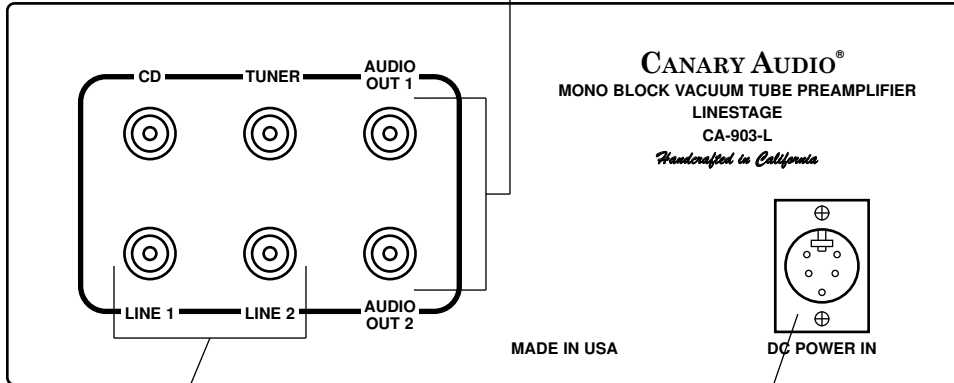 CD
TUNER
AUDIO
OUT 1
LINE 1
LINE 2
AUDIO
OUT 2
CANARY AUDIO®
MONO BLOCK VACUUM TUBE PREAMPLIFIER
LINESTAGE
CA-903-L
Handcrafted in California
MADE IN USA
DC POWER IN